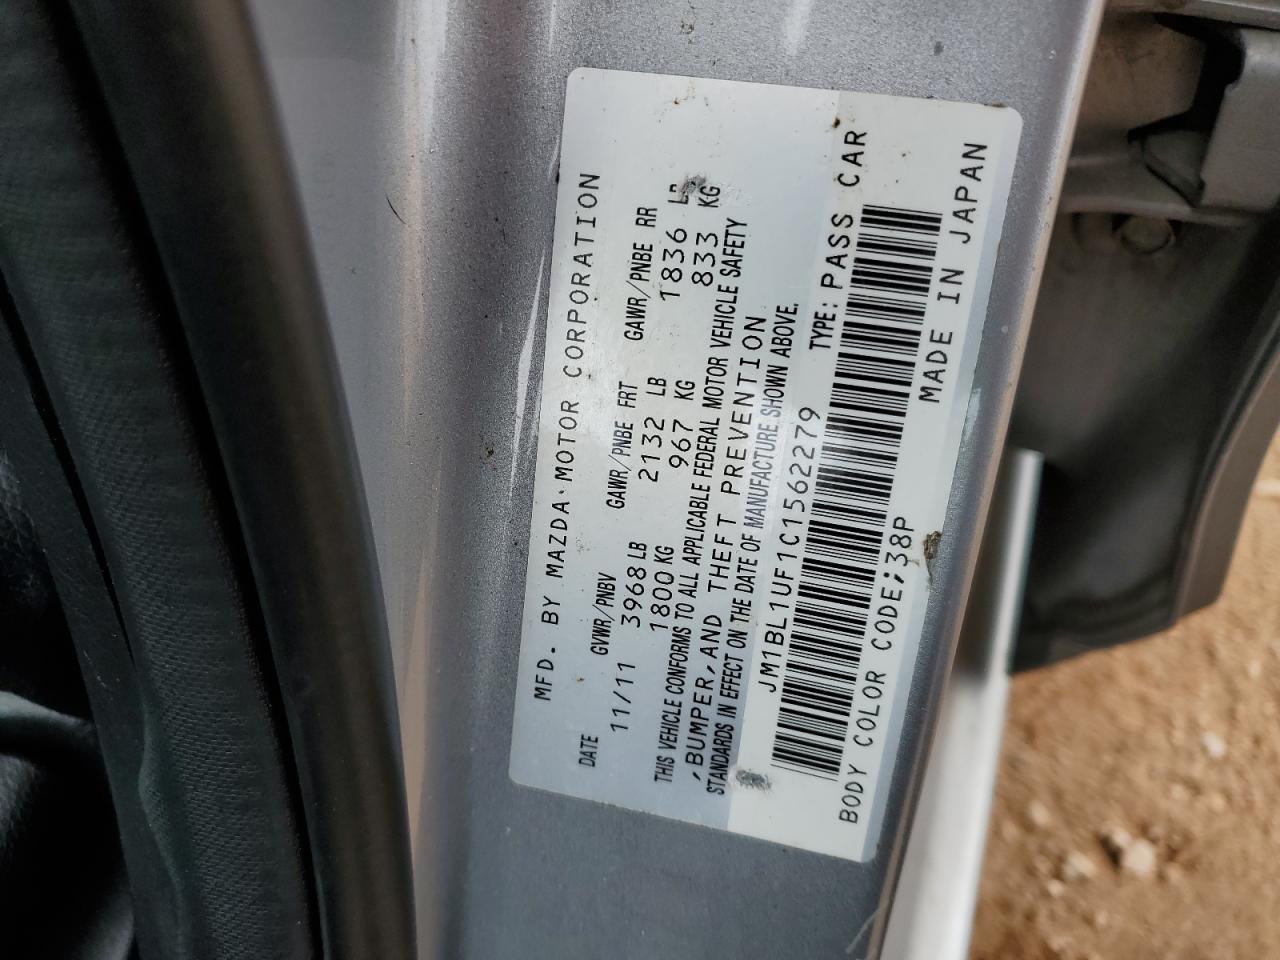 MFD. BY MAZDA MOTOR CORPORATION
DATE GVWR/PNBV GAWR/PNBE FRT GAWR/PNBE RR
11/11 3968 LB 2132 LB 1836 LB
1800 KG 967 KG 833 KG
THIS VEHICLE CONFORMS TO ALL APPLICABLE FEDERAL MOTOR VEHICLE SAFETY
,BUMPER,AND THEFT PREVENTION
STANDARDS IN EFFECT ON THE DATE OF MANUFACTURE SHOWN ABOVE.
JM1BL1UF1C1562279 TYPE: PASS CAR
BODY COLOR CODE;38P MADE IN JAPAN